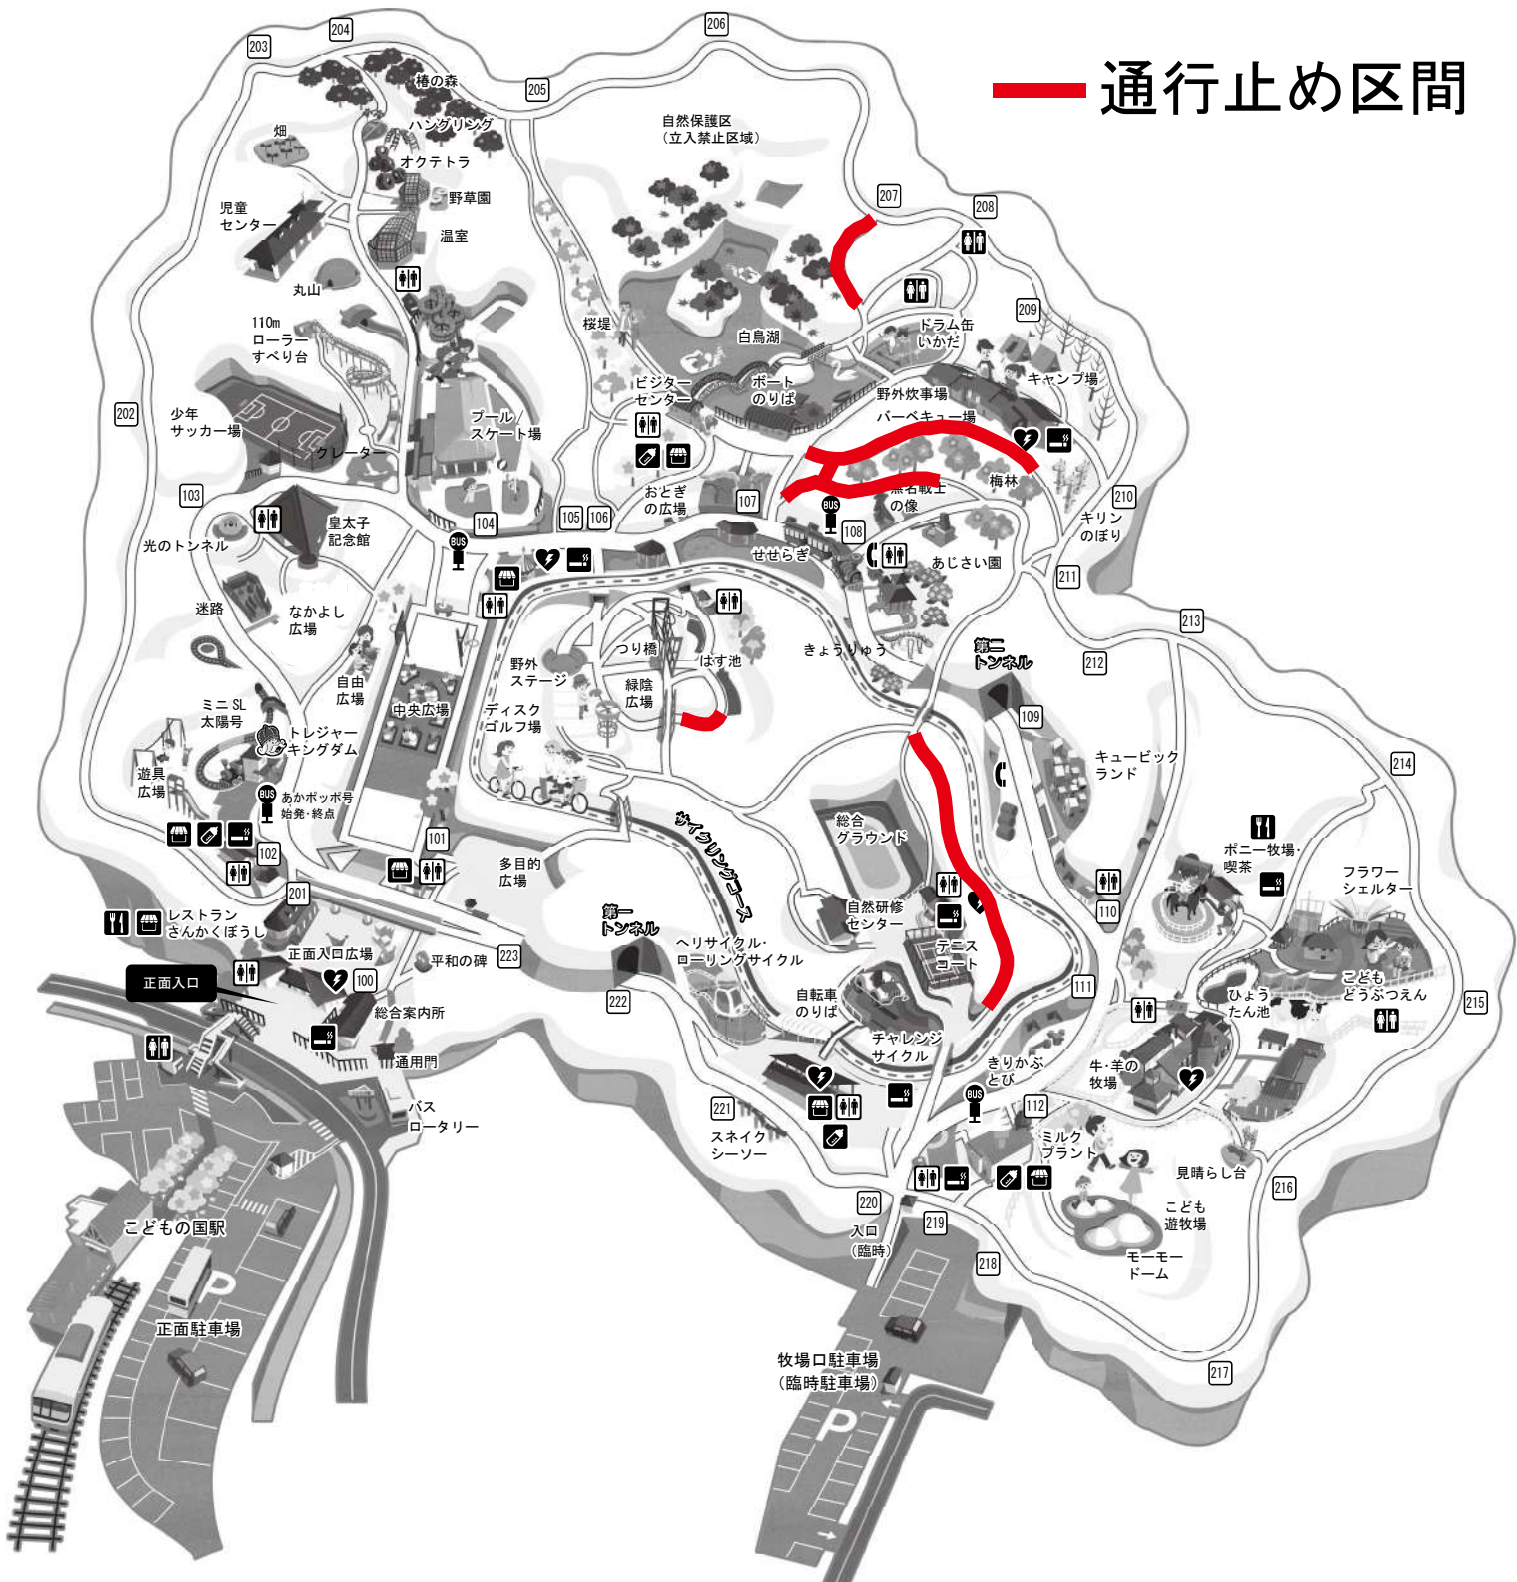 通行止め区間
206
204
203
205
椿の森
ハングリング
自然保護区
(立入禁止区域)
畑
オクテトラ
野草園
207
208
児童
センター
温室
丸山
209
110m
ローラー
すべり台
桜堤
白鳥湖
ドラム缶
いかだ
ビジター
センター
ボート
のりば
キャンプ場
野外炊事場
バーベキュー場
202
少年
サッカー場
プール/
スケート場
クレーター
梅林
103
おとぎ
の広場
107
無名戦士
の像
210
キリン
のぼり
104
105
106
BUS
108
皇太子
記念館
光のトンネル
BUS
せせらぎ
あじさい園
211
迷路
なかよし
広場
213
212
つり橋
はす池
きょうりゅう
第二
トンネル
野外
ステージ
自由
広場
緑陰
広場
ミニSL
太陽号
中央広場
ディスク
ゴルフ場
109
トレジャー
キングダム
遊具
広場
キュービック
ランド
214
BUS
あかポッポ号
始発・終点
サイクリングコース
総合
グラウンド
101
102
多目的
広場
ポニー牧場・
喫茶
フラワー
シェルター
201
レストラン
さんかくぼうし
第一
トンネル
自然研修
センター
110
正面入口広場
平和の碑
223
ヘリサイクル・
ローリングサイクル
テニス
コート
正面入口
100
222
自転車
のりば
111
ひょう
たん池
こども
どうぶつえん
215
総合案内所
チャレンジ
サイクル
通用門
きりかぶ
とび
牛・羊の
牧場
バス
ロータリー
221
BUS
112
スネイク
シーソー
ミルク
プラント
見晴らし台
216
220
219
入口
(臨時)
こども
遊牧場
こどもの国駅
218
モーモー
ドーム
P
正面駐車場
牧場口駐車場
(臨時駐車場)
217
P